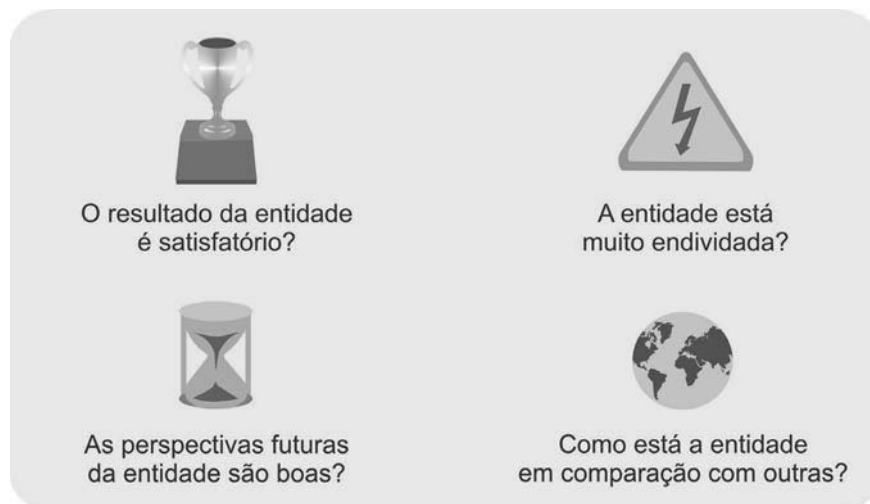 O resultado da entidade
é satisfatório?
A entidade está
muito endividada?
As perspectivas futuras
da entidade são boas?
Como está a entidade
em comparação com outras?